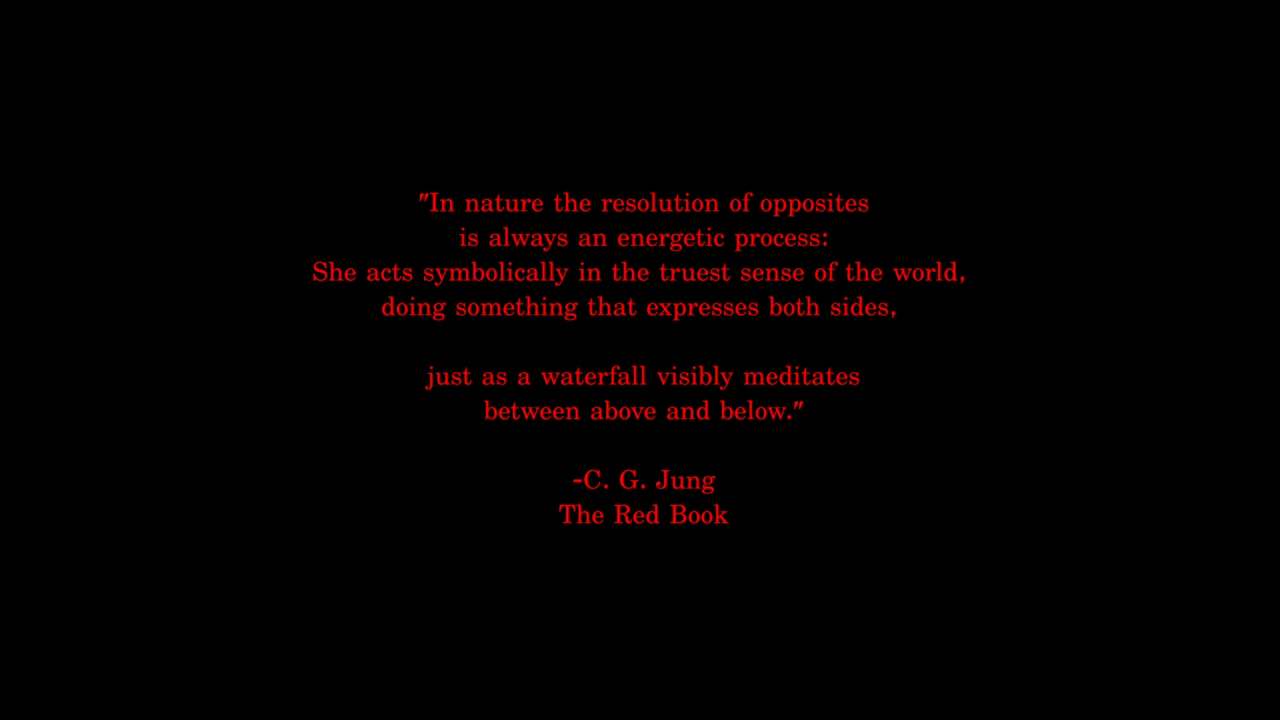 "In nature the resolution of opposites
is always an energetic process:
She acts symbolically in the truest sense of the world,
doing something that expresses both sides,
just as a waterfall visibly meditates
between above and below."
-C. G. Jung
The Red Book